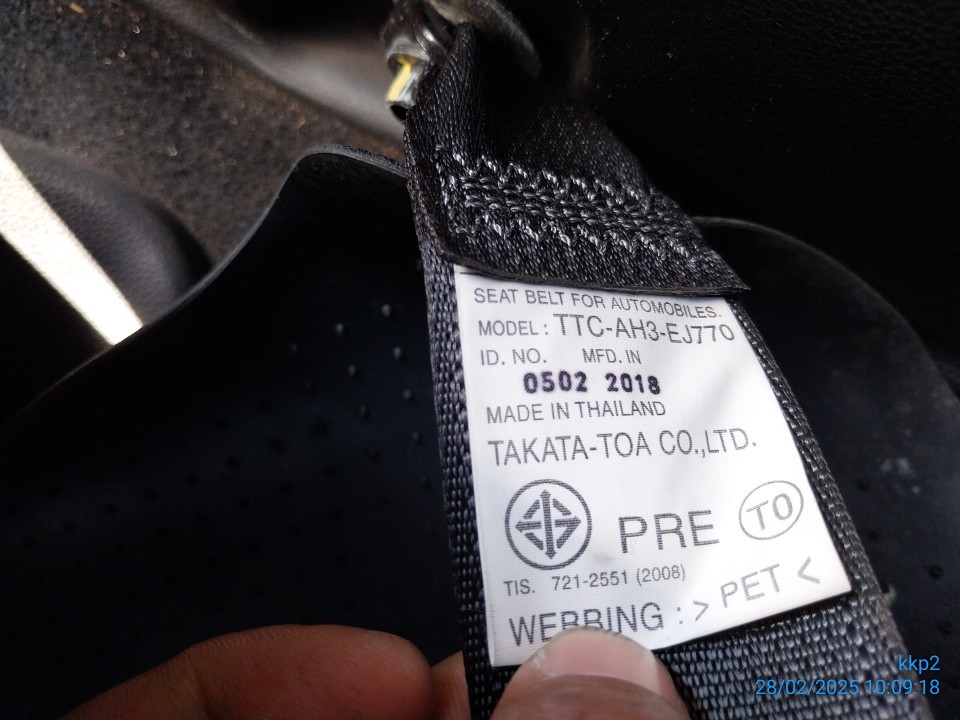 SEAT BELT FOR AUTOMOBILES.
MODEL : TTC-AH3-EJ770
ID. NO. MFD. IN
0502 2018
MADE IN THAILAND
TAKATA-TOA CO.,LTD.
PRE TO
TIS. 721-2551 (2008)
WEBBING : > PET <
kkp2
28/02/2025 10:09:18